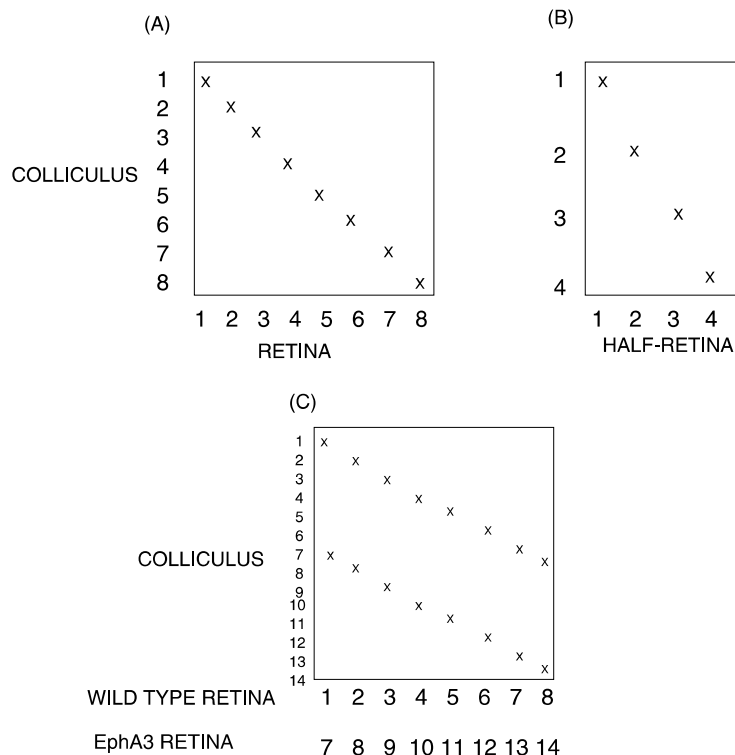 (A)
1
2
3
4
5
6
7
8
COLLICULUS
X X X X X X X X
1 2 3 4 5 6 7 8
RETINA
(B)
1
2
3
4
X X X X
1 2 3 4
HALF-RETINA
(C)
1
2
3
4
5
6
7
8
9
10
11
12
13
14
COLLICULUS
X X X X X X X X
X X X X X X X X
WILD TYPE RETINA 1 2 3 4 5 6 7 8
EphA3 RETINA 7 8 9 10 11 12 13 14